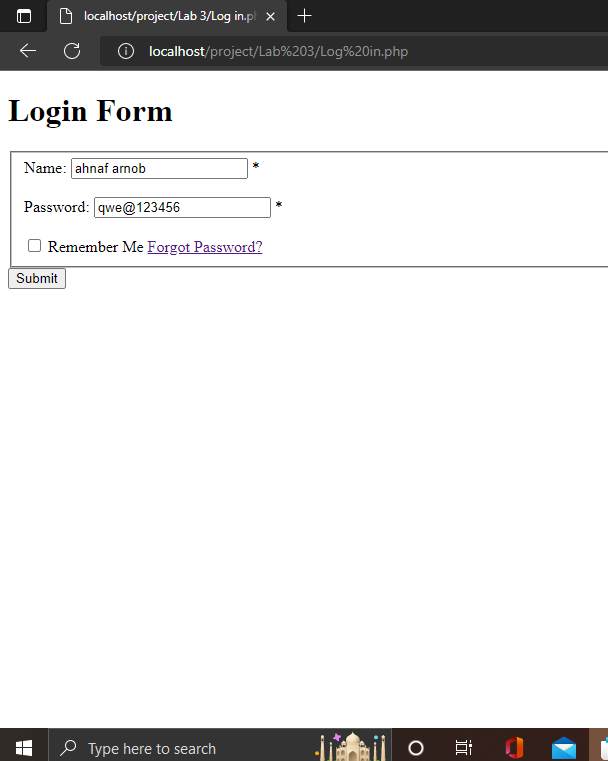 localhost/project/Lab 3/Log in.p
localhost/project/Lab%203/Log%20in.php
Login Form
Name: ahnaf arnob *
Password: qwe@123456 *
Remember Me Forgot Password?
Submit
Type here to search